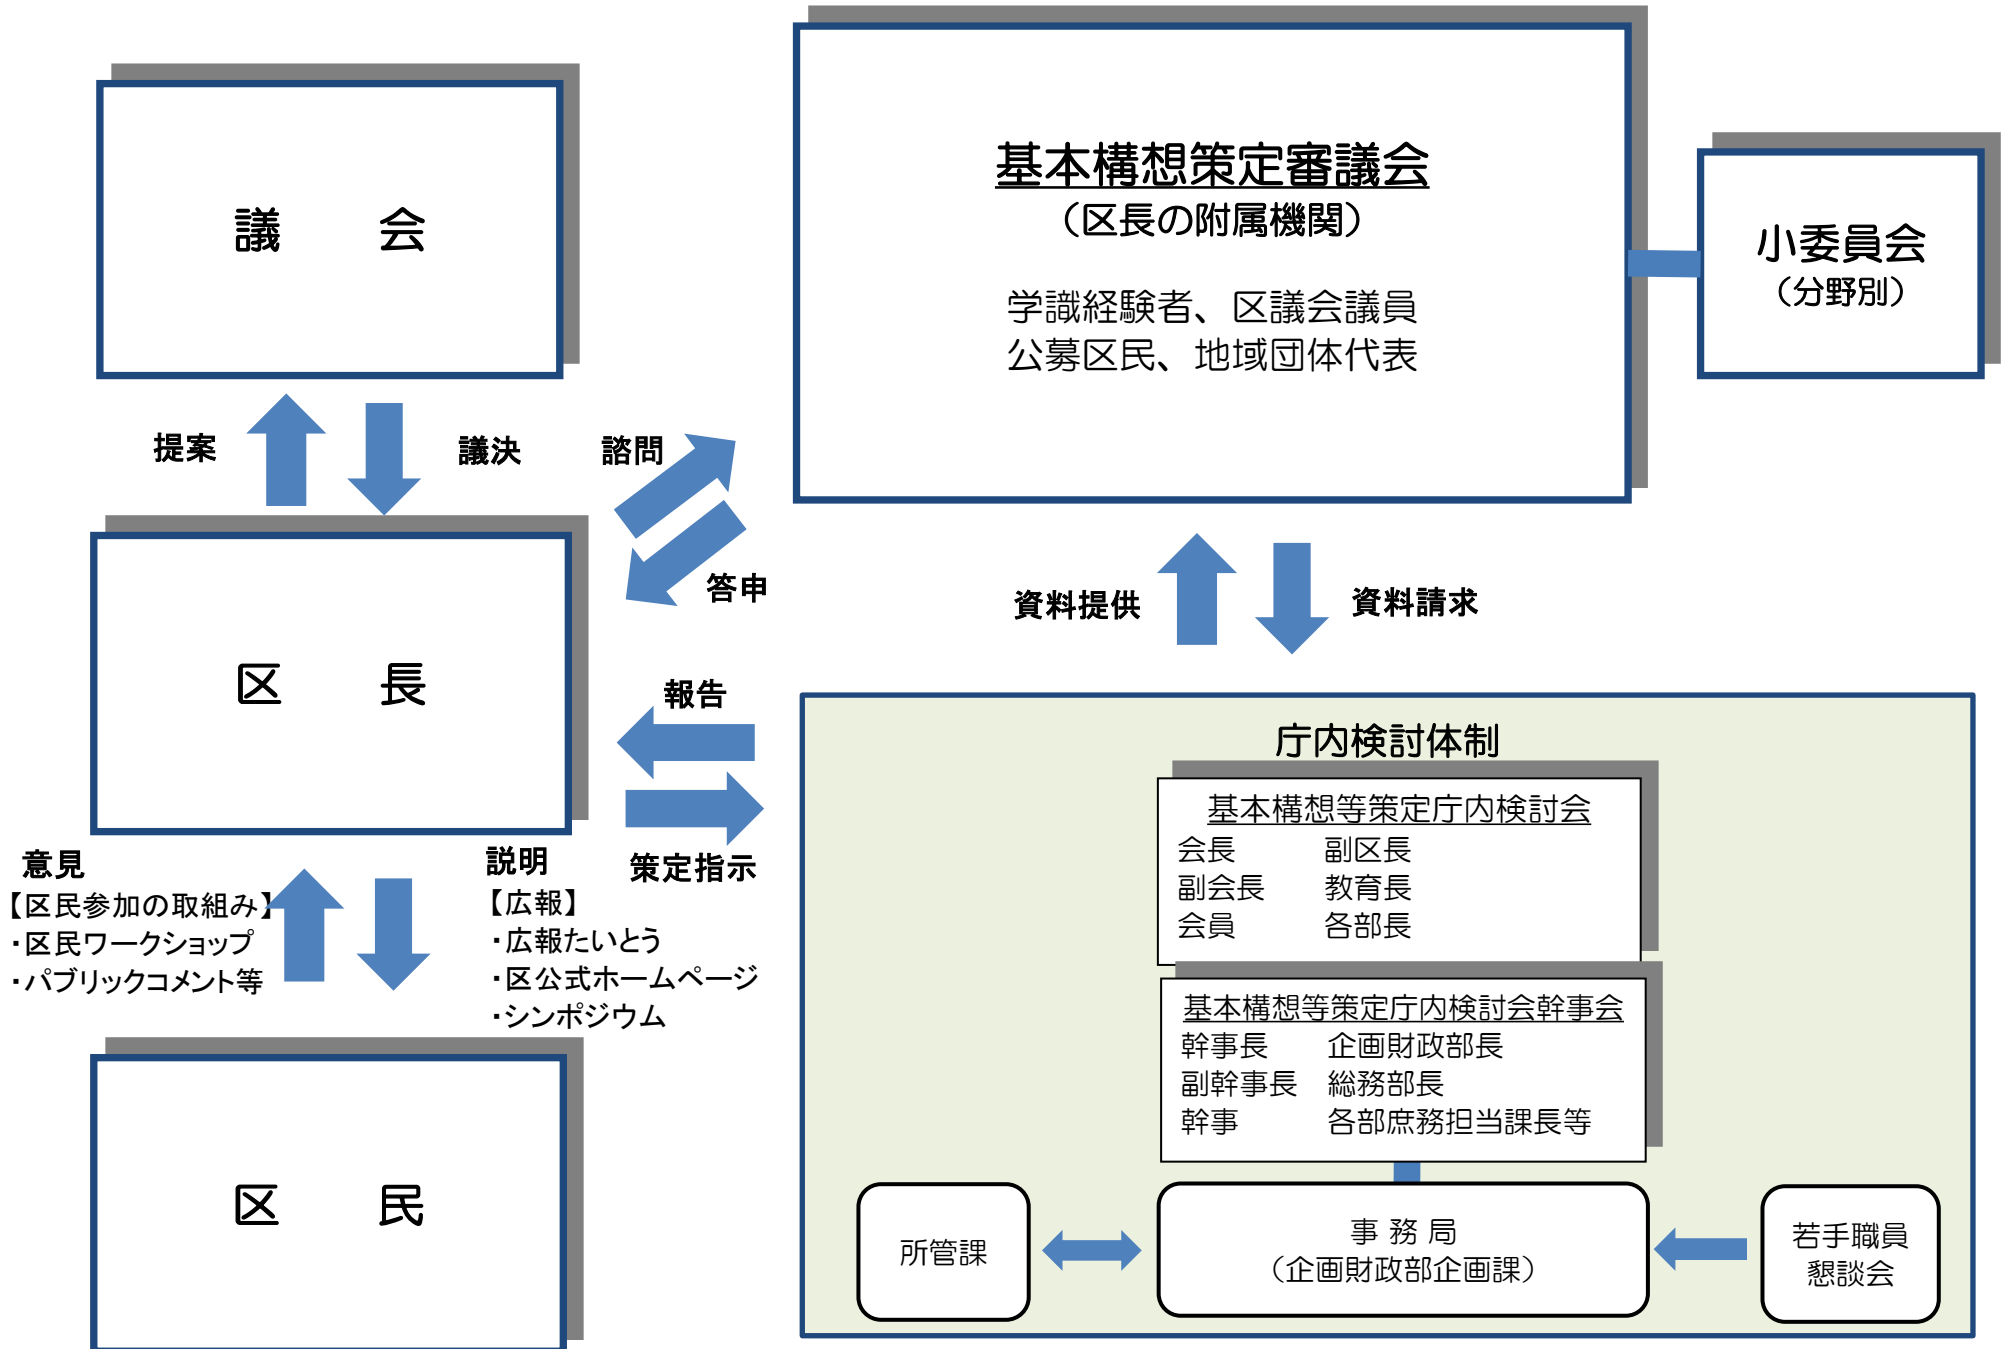 議　会
基本構想策定審議会
（区長の附属機関）
学識経験者、区議会議員
公募区民、地域団体代表
小委員会
（分野別）
提案
議決
諮問
答申
資料提供
資料請求
区　長
報告
策定指示
意見
【区民参加の取組み】
・区民ワークショップ
・パブリックコメント等
説明
【広報】
・広報たいとう
・区公式ホームページ
・シンポジウム
区　民
庁内検討体制
基本構想等策定庁内検討会
会長　副区長
副会長　教育長
会員　各部長
基本構想等策定庁内検討会幹事会
幹事長　企画財政部長
副幹事長　総務部長
幹事　各部庶務担当課長等
所管課
事 務 局
（企画財政部企画課）
若手職員
懇談会